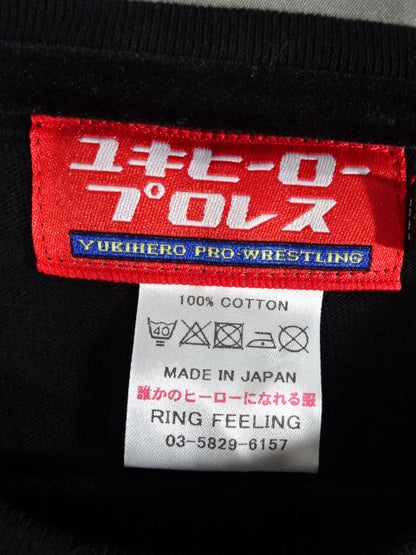 ユキヒーロー
プロレス
YUKIHERO PRO-WRESTLING
100% COTTON
40
MADE IN JAPAN
誰かのヒーローになれる服
RING FEELING
03-5829-6157